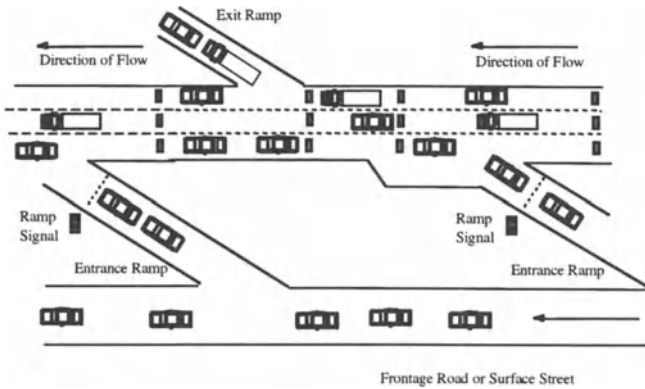 Exit Ramp
Direction of Flow
Direction of Flow
Ramp
Signal
Ramp
Signal
Entrance Ramp
Entrance Ramp
Frontage Road or Surface Street